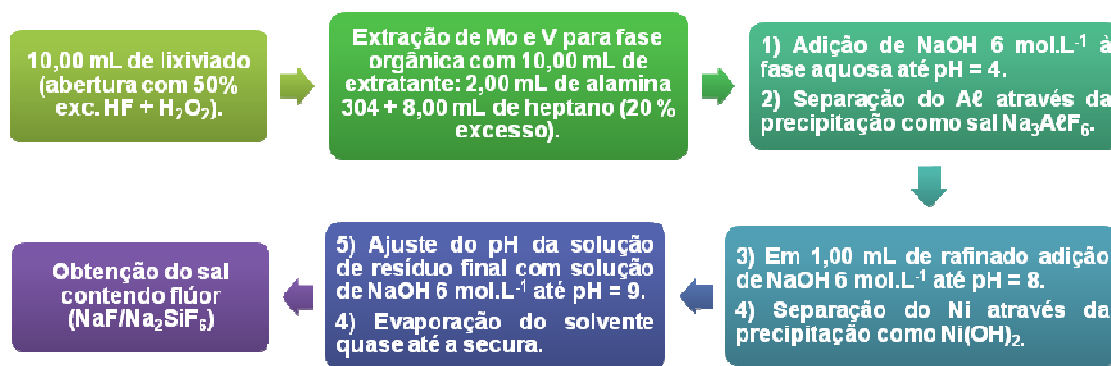 10,00 mL de lixiviado
(abertura com 50%
exc. HF + H₂O₂).
Extração de Mo e V para fase
orgânica com 10,00 mL de
extratante: 2,00 mL de alamina
304 + 8,00 mL de heptano (20 %
excesso).
1) Adição de NaOH 6 mol.L⁻¹ à
fase aquosa até pH = 4.
2) Separação do Aℓ através da
precipitação como sal Na₃AℓF₆.
3) Em 1,00 mL de rafinado adição
de NaOH 6 mol.L⁻¹ até pH = 8.
4) Separação do Ni através da
precipitação como Ni(OH)₂.
5) Ajuste do pH da solução
de resíduo final com solução
de NaOH 6 mol.L⁻¹ até pH = 9.
4) Evaporação do solvente
quase até a secura.
Obtenção do sal
contendo flúor
(NaF/Na₂SiF₆)